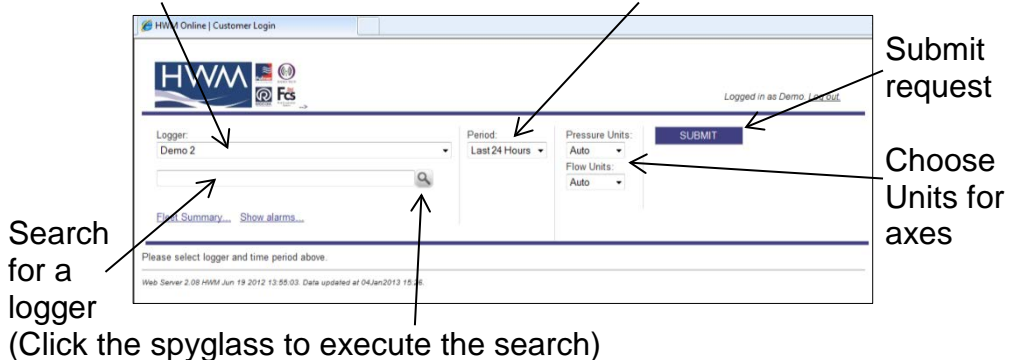 HWM Online | Customer Login
HWM
Fcs
Logged in as Demo. Log out.
Submit
request
Logger:
Period:
Pressure Units:
SUBMIT
Demo 2
Last 24 Hours
Auto
Flow Units:
Auto
Choose
Units for
axes
Fleet Summary... Show alarms...
Search
for a
logger
Please select logger and time period above.
Web Server 2.08 HWM Jun 19 2012 13:55:03. Data updated at 04Jan2013 15:26.
(Click the spyglass to execute the search)